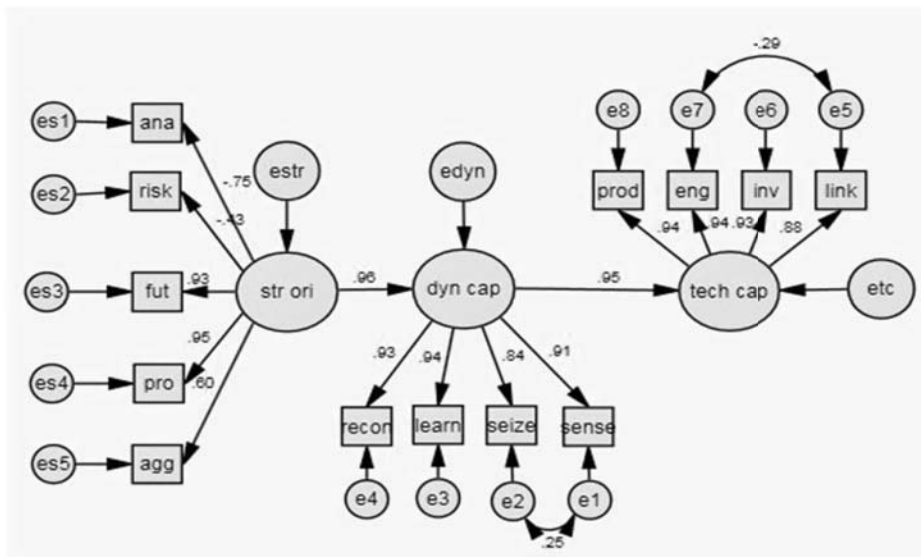 -.29
es1 ana e8 e7 e6 e5
es2 risk -.75 estr edyn prod eng inv link
-.43 .94 .94 .93 .88
es3 fut .93 str ori .96 dyn cap .95 tech cap etc
.95 .93 .94 .84 .91
es4 pro .60
recon learn seize sense
es5 agg
e4 e3 e2 e1
.25